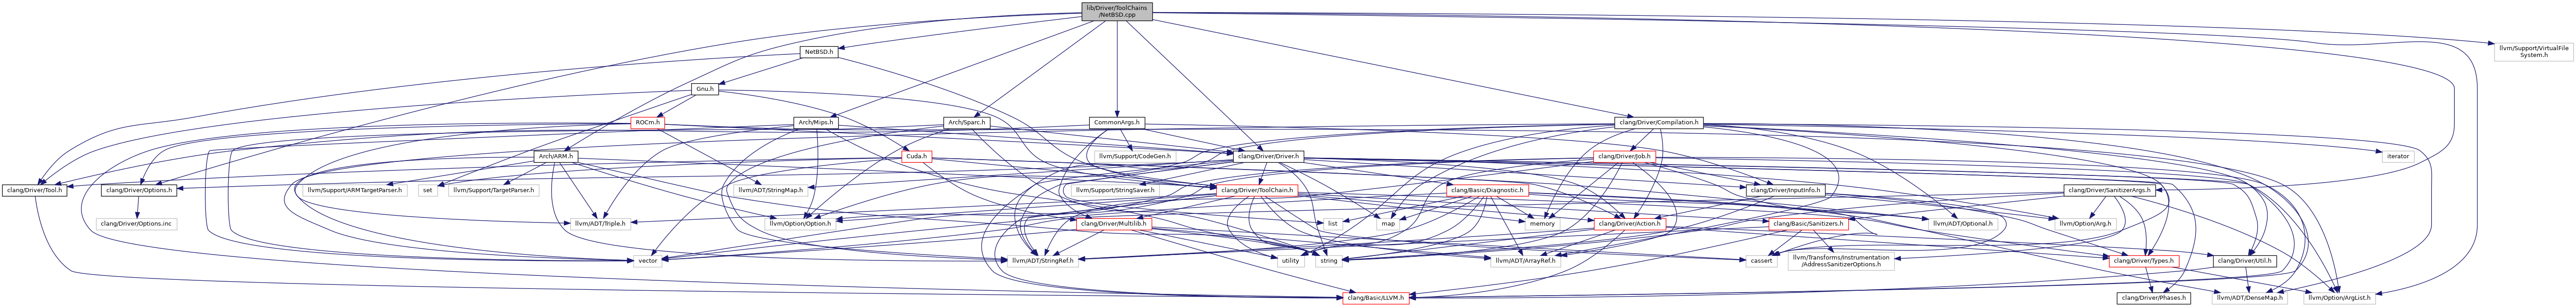 lib/Driver/ToolChains
/NetBSD.cpp
NetBSD.h
llvm/Support/VirtualFile
System.h
Gnu.h
ROCm.h
Arch/Mips.h
Arch/Sparc.h
CommonArgs.h
clang/Driver/Compilation.h
Arch/ARM.h
Cuda.h
llvm/Support/CodeGen.h
clang/Driver/Driver.h
clang/Driver/Job.h
iterator
clang/Driver/Tool.h
clang/Driver/Options.h
llvm/Support/ARMTargetParser.h
set
llvm/Support/TargetParser.h
llvm/ADT/StringMap.h
llvm/Support/StringSaver.h
clang/Driver/ToolChain.h
clang/Basic/Diagnostic.h
clang/Driver/InputInfo.h
clang/Driver/SanitizerArgs.h
clang/Driver/Options.inc
llvm/ADT/Triple.h
llvm/Option/Option.h
clang/Driver/Multilib.h
list
map
memory
clang/Driver/Action.h
clang/Basic/Sanitizers.h
llvm/ADT/Optional.h
llvm/Option/Arg.h
vector
llvm/ADT/StringRef.h
utility
string
llvm/ADT/ArrayRef.h
cassert
llvm/Transforms/Instrumentation
/AddressSanitizerOptions.h
clang/Driver/Types.h
clang/Driver/Util.h
clang/Basic/LLVM.h
clang/Driver/Phases.h
llvm/ADT/DenseMap.h
llvm/Option/ArgList.h